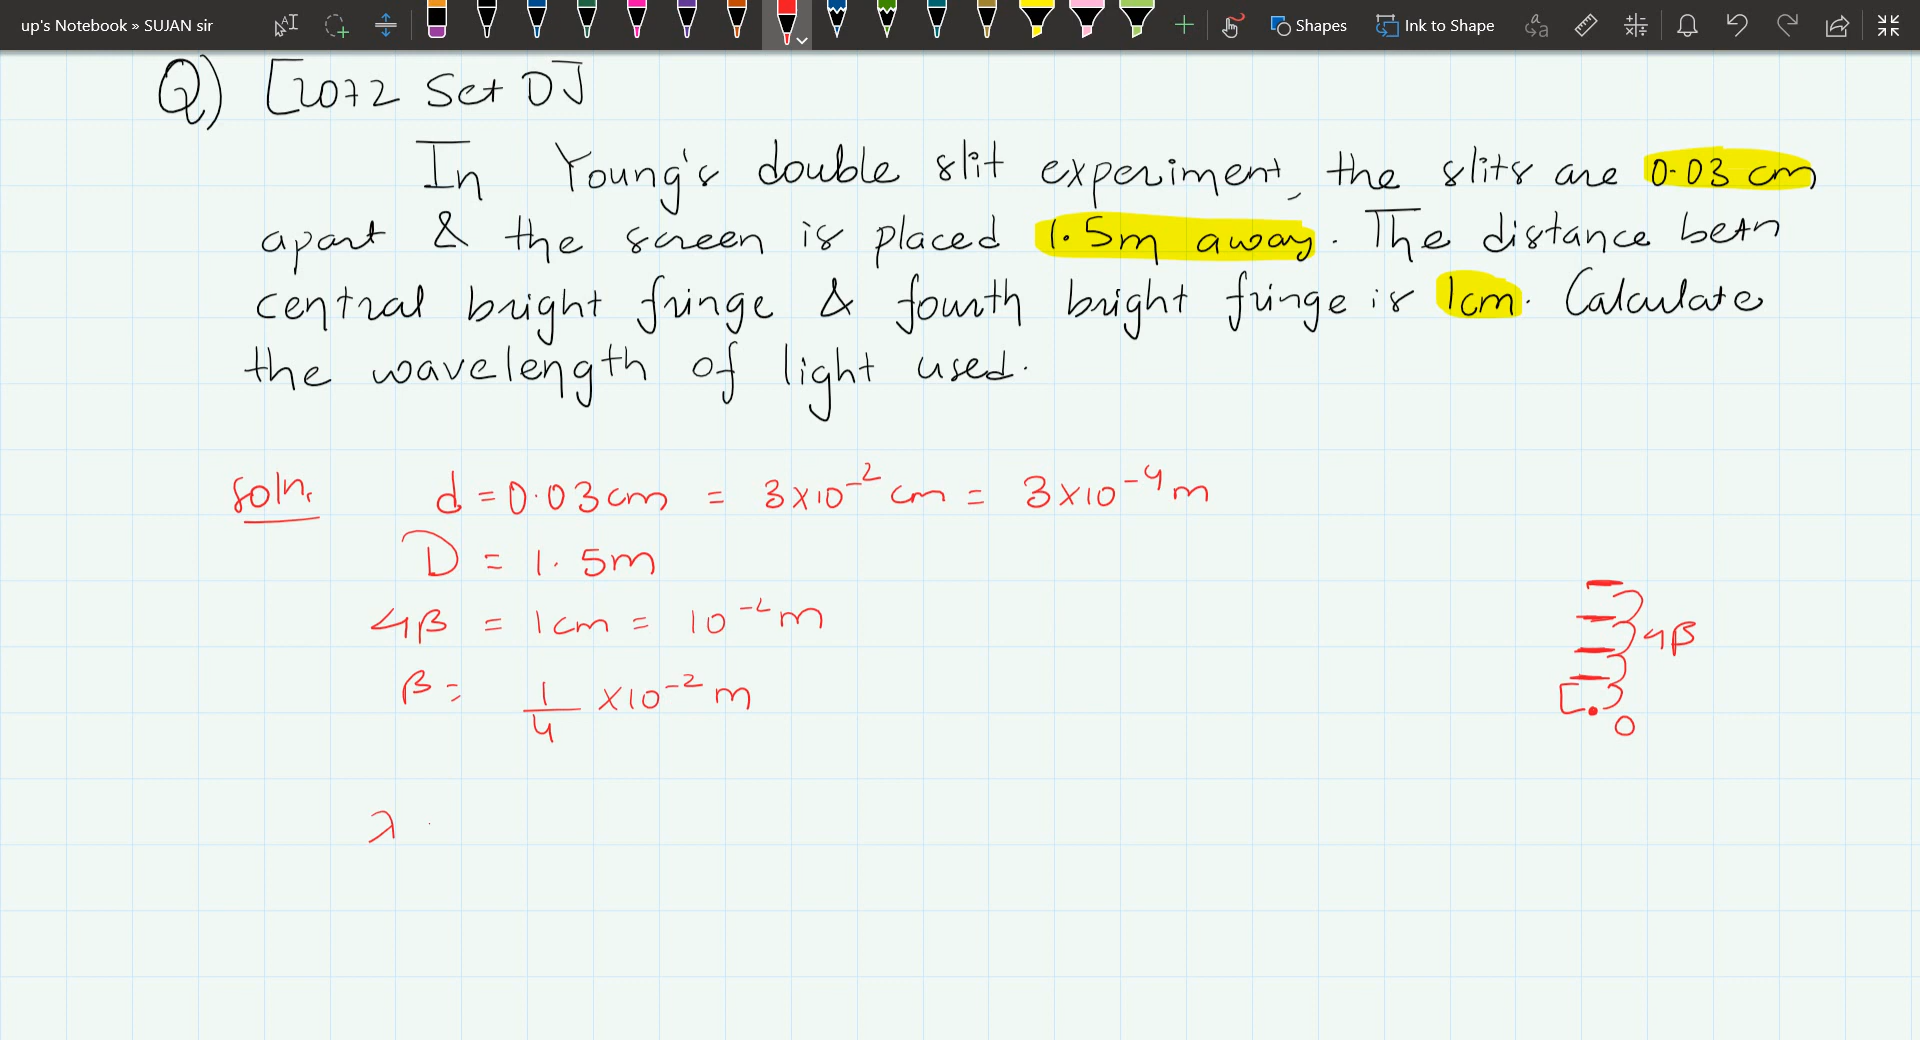 up's Notebook » SUJAN sir
Shapes
Ink to Shape
Q) [2072 Set D]
In Young's double slit experiment, the slits are 0.03 cm
apart & the screen is placed 1.5m away. The distance betn
central bright fringe & fourth bright fringe is 1cm. Calculate
the wavelength of light used.
soln. d = 0.03 cm = 3×10⁻² cm = 3×10⁻⁴ m
D = 1.5m
4β = 1cm = 10⁻² m
β = 1/4 ×10⁻² m
λ
4β
0